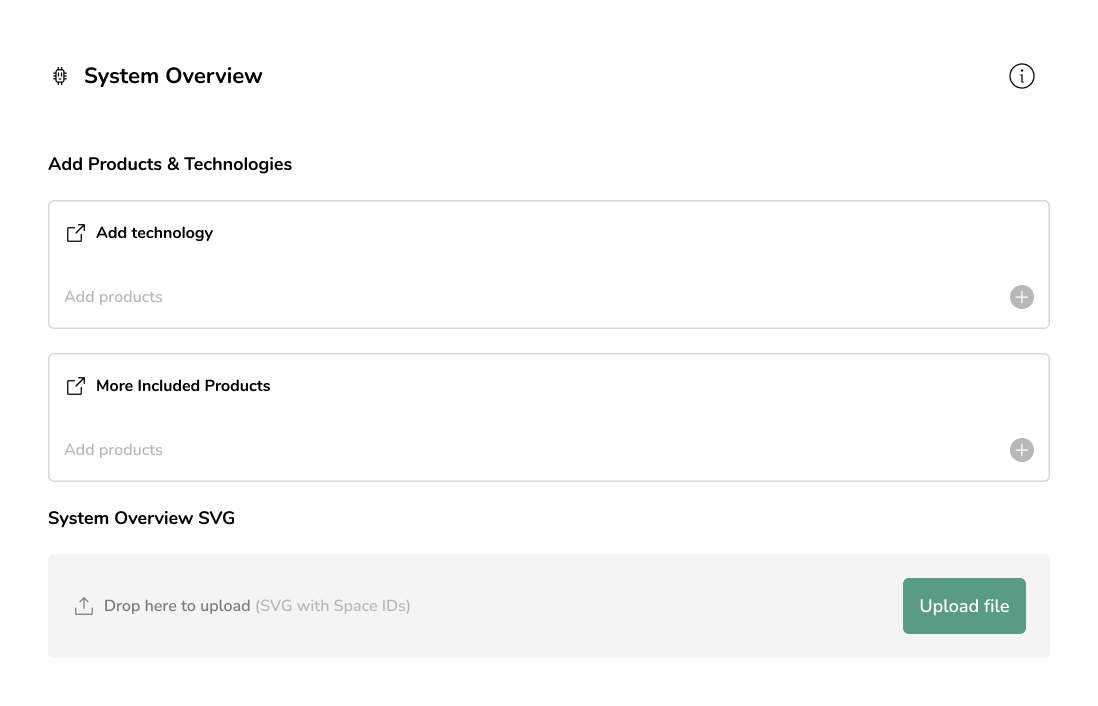 System Overview
Add Products & Technologies
Add technology
Add products
More Included Products
Add products
System Overview SVG
Drop here to upload (SVG with Space IDs)
Upload file